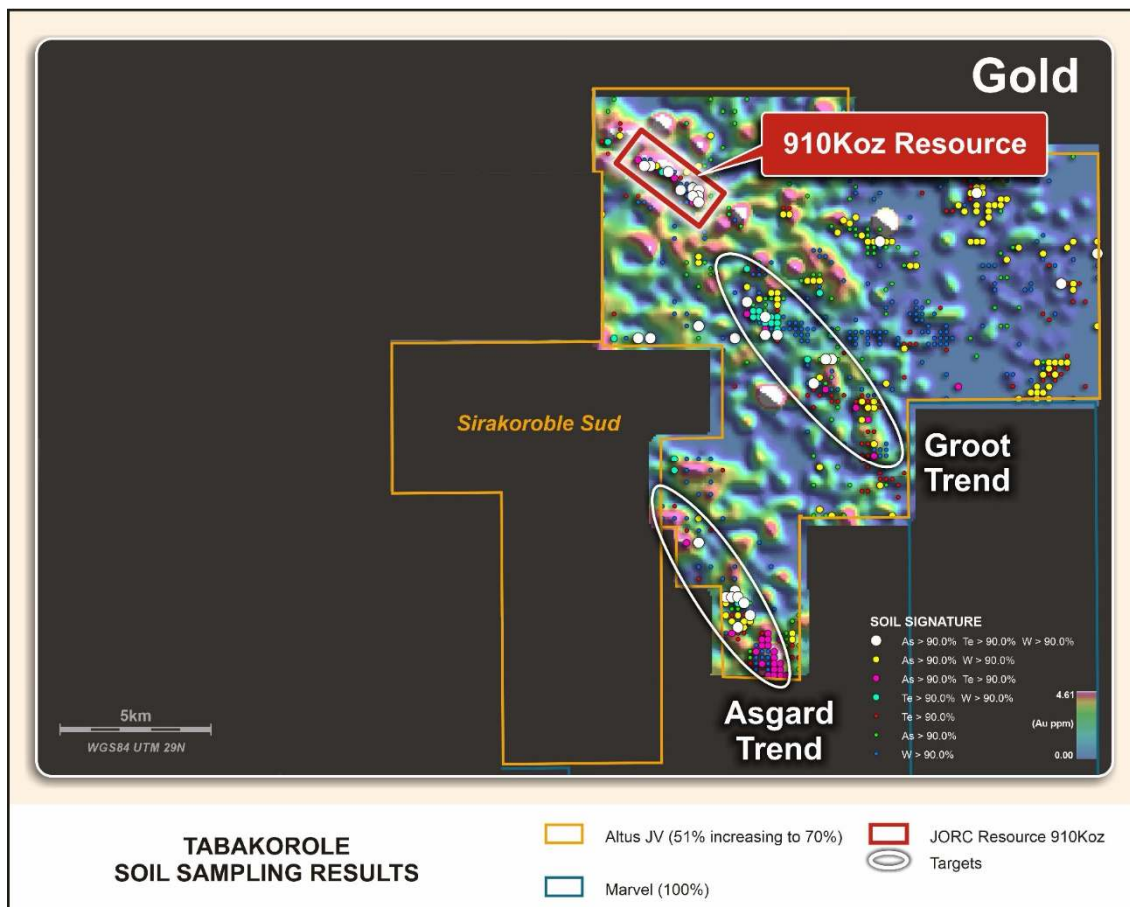 Gold
910Koz Resource
Sirakoroble Sud
Groot
Trend
Asgard
Trend
SOIL SIGNATURE
As > 90.0% Te > 90.0% W > 90.0%
As > 90.0% W > 90.0%
As > 90.0% Te > 90.0%
Te > 90.0% W > 90.0%
Te > 90.0%
As > 90.0%
W > 90.0%
4.61
(Au ppm)
0.00
5km
WGS84 UTM 29N
TABAKOROLE
SOIL SAMPLING RESULTS
Altus JV (51% increasing to 70%)
Marvel (100%)
JORC Resource 910Koz
Targets